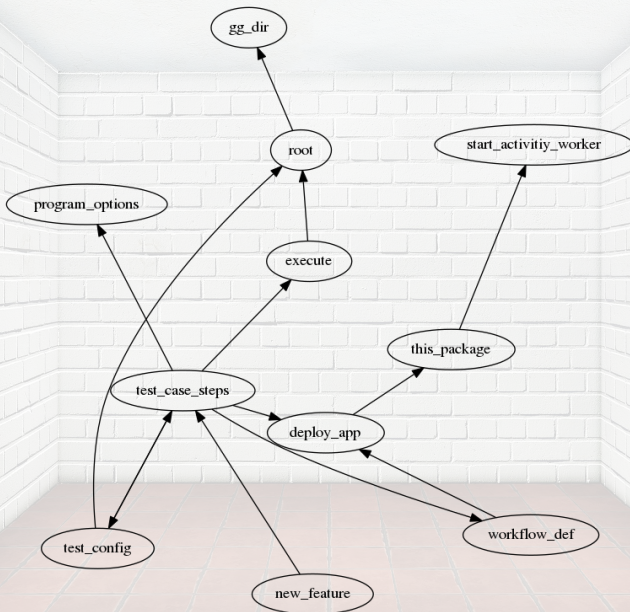 gg_dir
root
start_activitiy_worker
program_options
execute
this_package
test_case_steps
deploy_app
test_config
workflow_def
new_feature